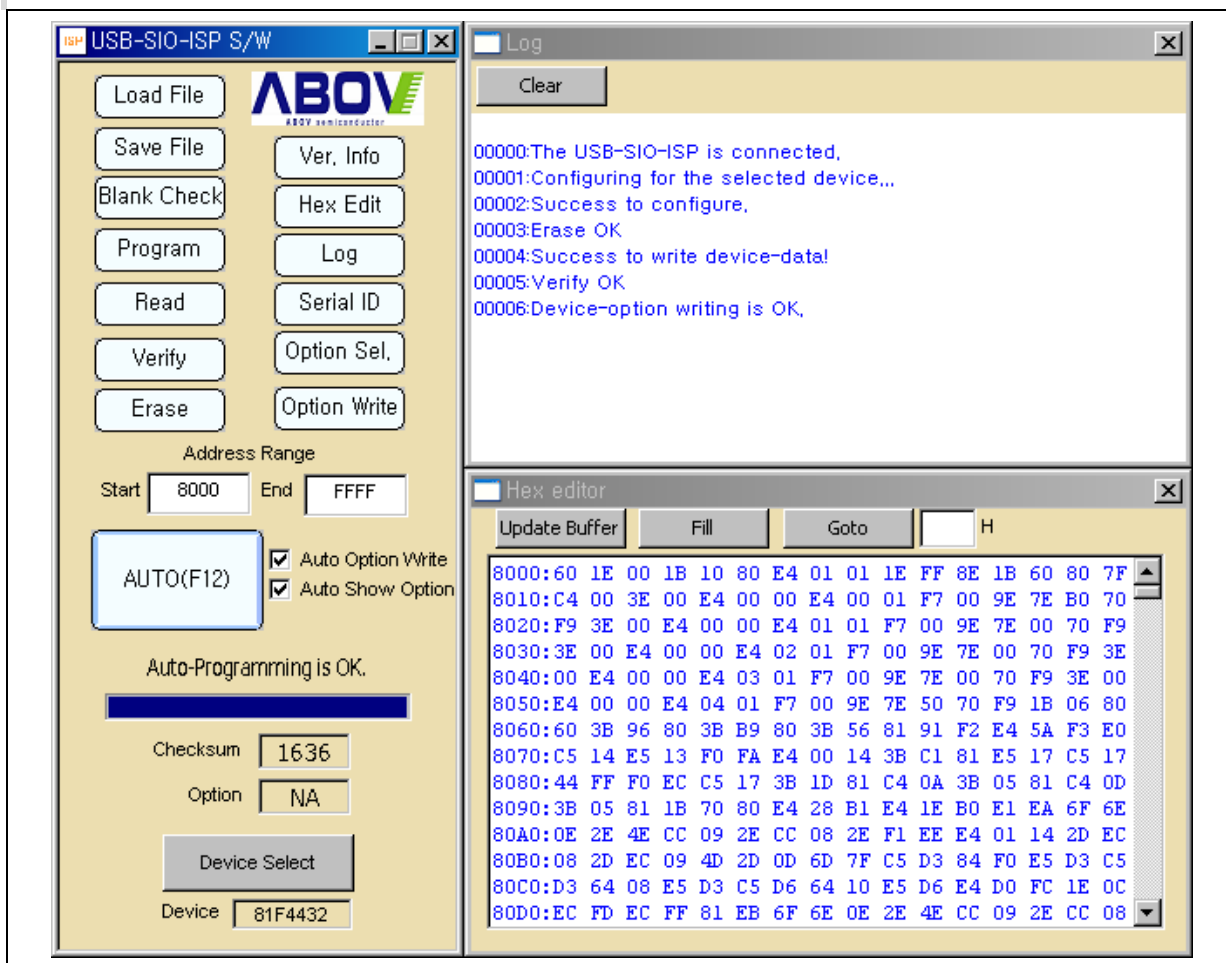 ISP USB-SIO-ISP S/W
Load File
ABOV
ABOV semiconductor
Save File
Ver. Info
Blank Check
Hex Edit
Program
Log
Read
Serial ID
Verify
Option Sel.
Erase
Option Write
Address Range
Start 8000 End FFFF
AUTO(F12)
Auto Option Write
Auto Show Option
Auto-Programming is OK.
Checksum 1636
Option NA
Device Select
Device 81F4432
Log
Clear
00000:The USB-SIO-ISP is connected.
00001:Configuring for the selected device...
00002:Success to configure.
00003:Erase OK
00004:Success to write device-data!
00005:Verify OK
00006:Device-option writing is OK.
Hex editor
Update Buffer Fill Goto H
8000:60 1E 00 1B 10 80 E4 01 01 1E FF 8E 1B 60 80 7F
8010:C4 00 3E 00 E4 00 00 E4 00 01 F7 00 9E 7E B0 70
8020:F9 3E 00 E4 00 00 E4 01 01 F7 00 9E 7E 00 70 F9
8030:3E 00 E4 00 00 E4 02 01 F7 00 9E 7E 00 70 F9 3E
8040:00 E4 00 00 E4 03 01 F7 00 9E 7E 00 70 F9 3E 00
8050:E4 00 00 E4 04 01 F7 00 9E 7E 50 70 F9 1B 06 80
8060:60 3B 96 80 3B B9 80 3B 56 81 91 F2 E4 5A F3 E0
8070:C5 14 E5 13 F0 FA E4 00 14 3B C1 81 E5 17 C5 17
8080:44 FF F0 EC C5 17 3B 1D 81 C4 0A 3B 05 81 C4 0D
8090:3B 05 81 1B 70 80 E4 28 B1 E4 1E B0 E1 EA 6F 6E
80A0:0E 2E 4E CC 09 2E CC 08 2E F1 EE E4 01 14 2D EC
80B0:08 2D EC 09 4D 2D 0D 6D 7F C5 D3 84 F0 E5 D3 C5
80C0:D3 64 08 E5 D3 C5 D6 64 10 E5 D6 E4 D0 FC 1E 0C
80D0:EC FD EC FF 81 EB 6F 6E 0E 2E 4E CC 09 2E CC 08